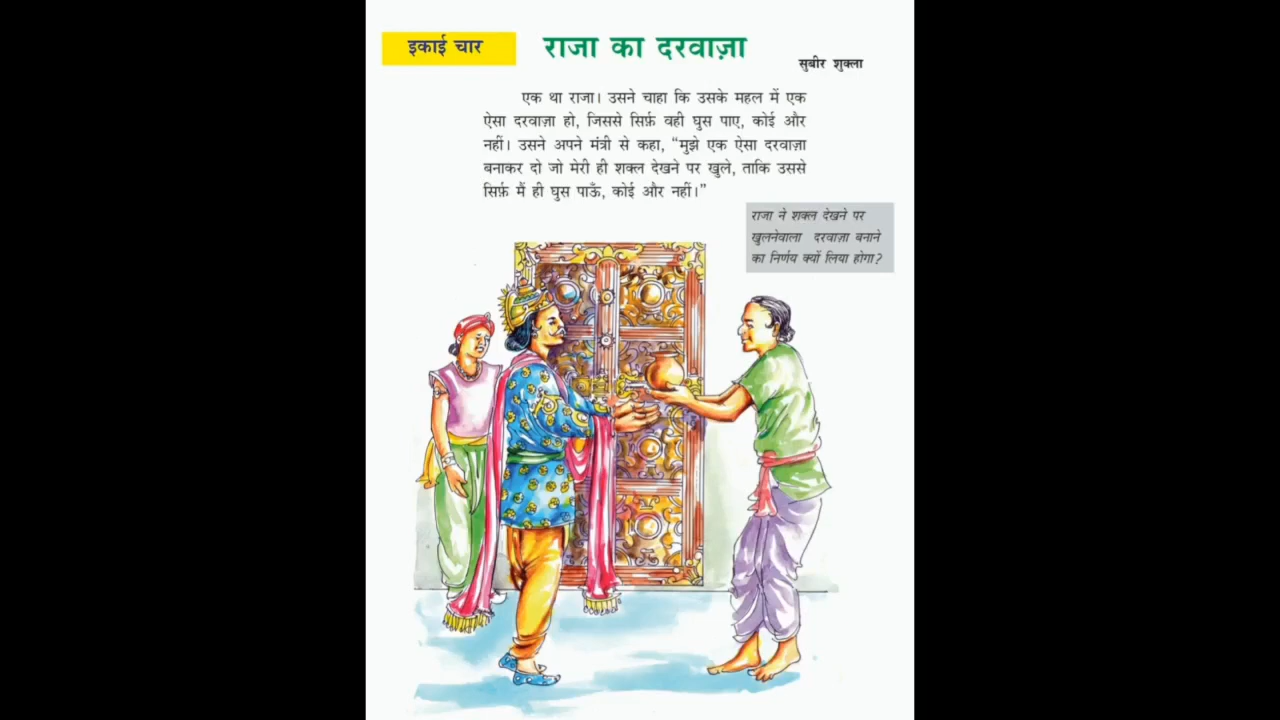 इकाई चार
राजा का दरवाज़ा
सुबीर शुक्ला
एक था राजा। उसने चाहा कि उसके महल में एक
ऐसा दरवाज़ा हो, जिससे सिर्फ़ वही घुस पाए, कोई और
नहीं। उसने अपने मंत्री से कहा, “मुझे एक ऐसा दरवाज़ा
बनाकर दो जो मेरी ही शक्ल देखने पर खुले, ताकि उससे
सिर्फ़ मैं ही घुस पाऊँ, कोई और नहीं।”
राजा ने शक्ल देखने पर
खुलनेवाला दरवाज़ा बनाने
का निर्णय क्यों लिया होगा?